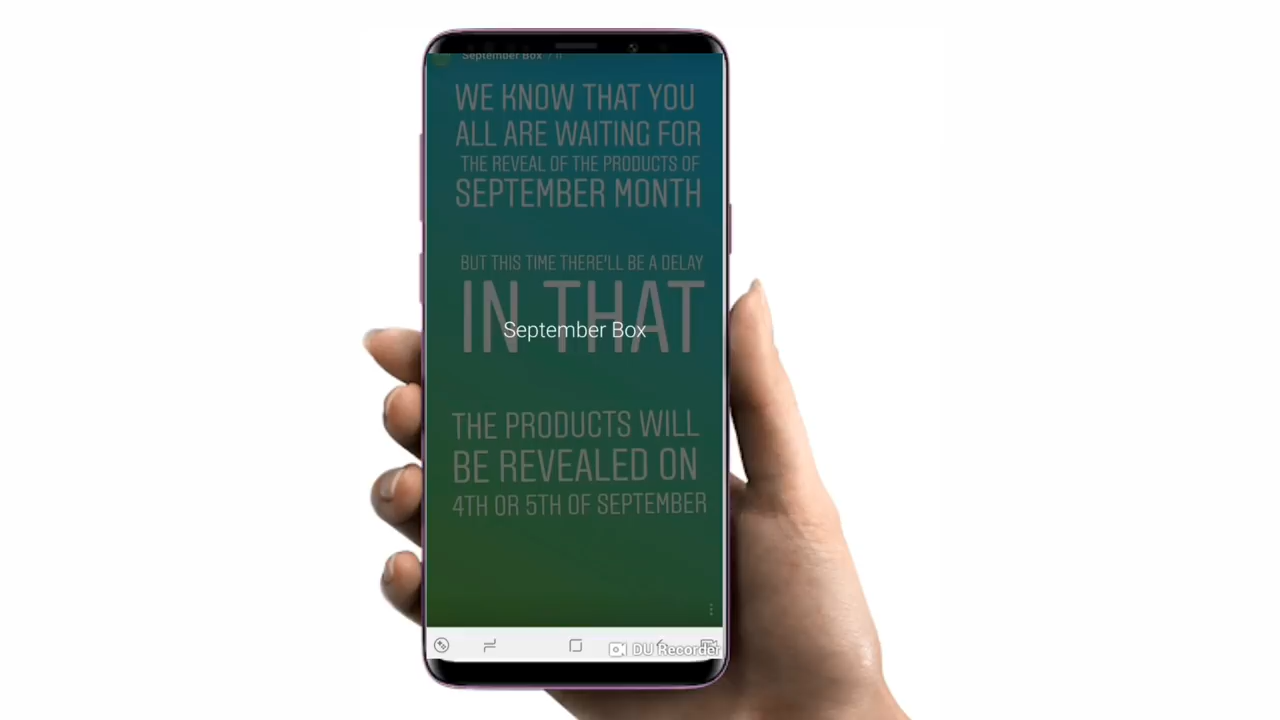 September Box
WE KNOW THAT YOU
ALL ARE WAITING FOR
THE REVEAL OF THE PRODUCTS OF
SEPTEMBER MONTH
BUT THIS TIME THERE'LL BE A DELAY
IN THAT
September Box
THE PRODUCTS WILL
BE REVEALED ON
4TH OR 5TH OF SEPTEMBER
DU Recorder